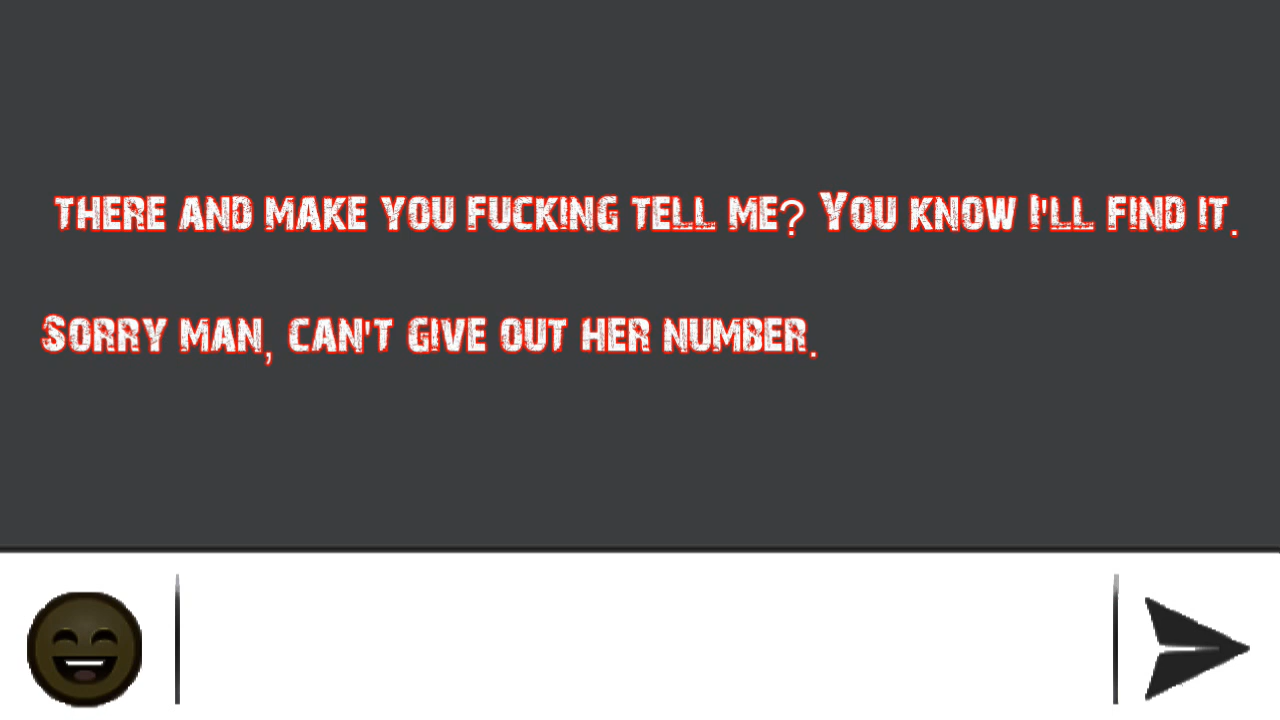 there and make you fucking tell me? You know I'll find it.
Sorry man, can't give out her number.